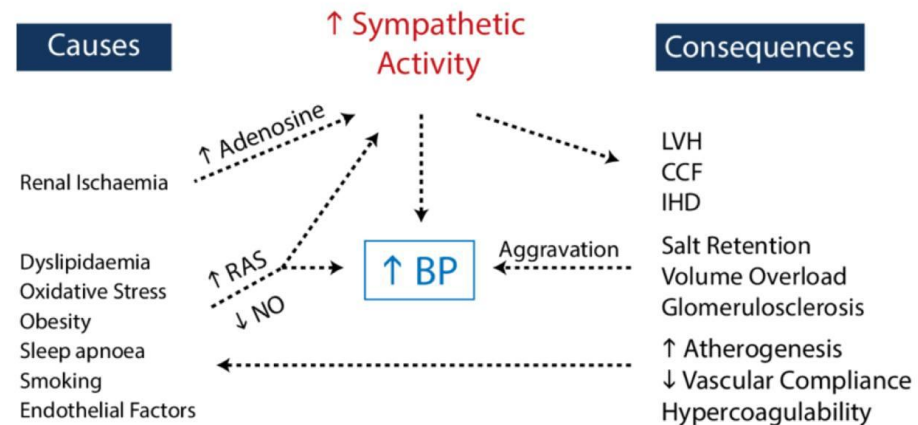 Causes
↑ Sympathetic
Activity
Consequences
↑ Adenosine
Renal Ischaemia
LVH
CCF
IHD
Dyslipidaemia
Oxidative Stress
Obesity
Sleep apnoea
Smoking
Endothelial Factors
↑ RAS
↓ NO
↑ BP
Aggravation
Salt Retention
Volume Overload
Glomerulosclerosis
↑ Atherogenesis
↓ Vascular Compliance
Hypercoagulability